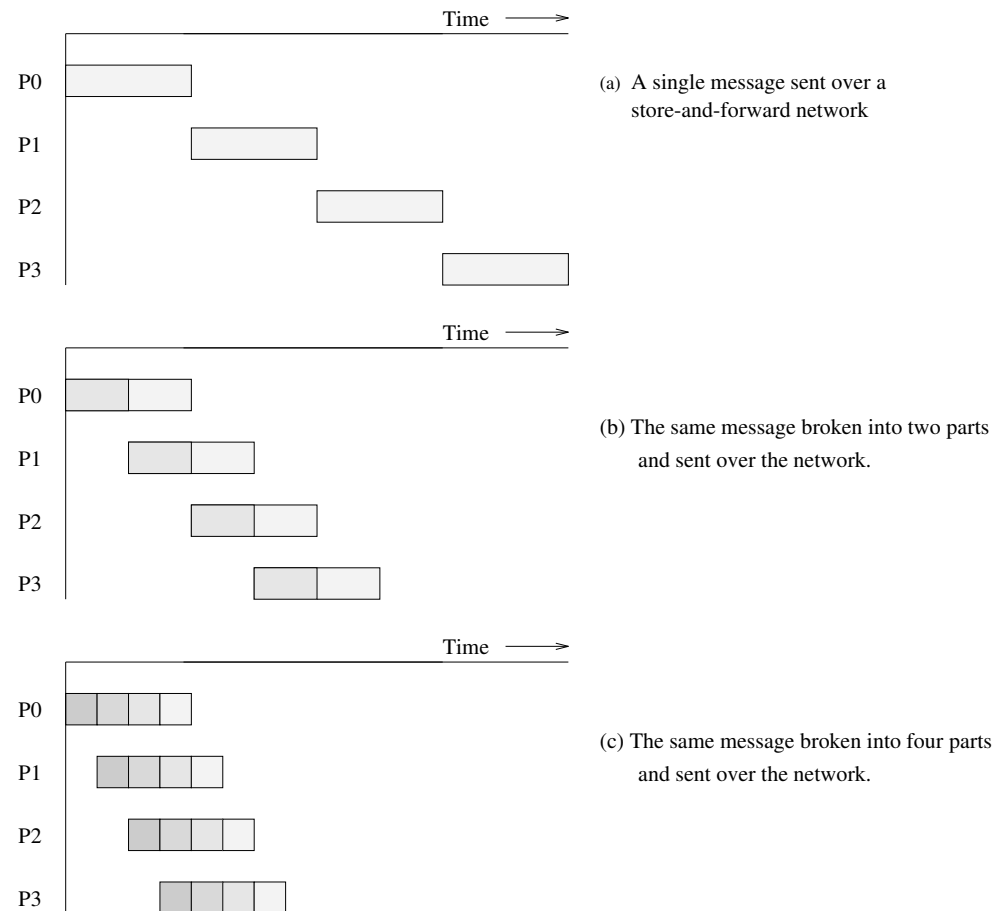 Time
P0
(a) A single message sent over a
store-and-forward network
P1
P2
P3
Time
P0
(b) The same message broken into two parts
and sent over the network.
P1
P2
P3
Time
P0
(c) The same message broken into four parts
and sent over the network.
P1
P2
P3